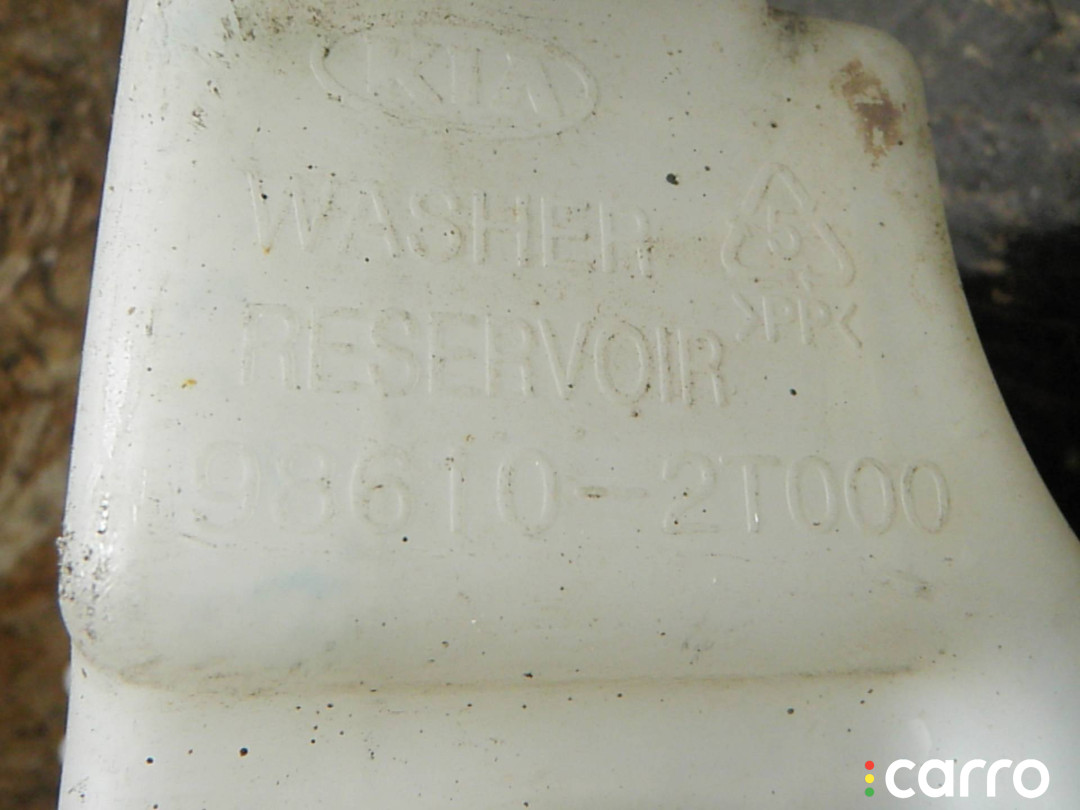 KIA
WASHER
RESERVOIR
5
>PP<
98610-2T000
carro